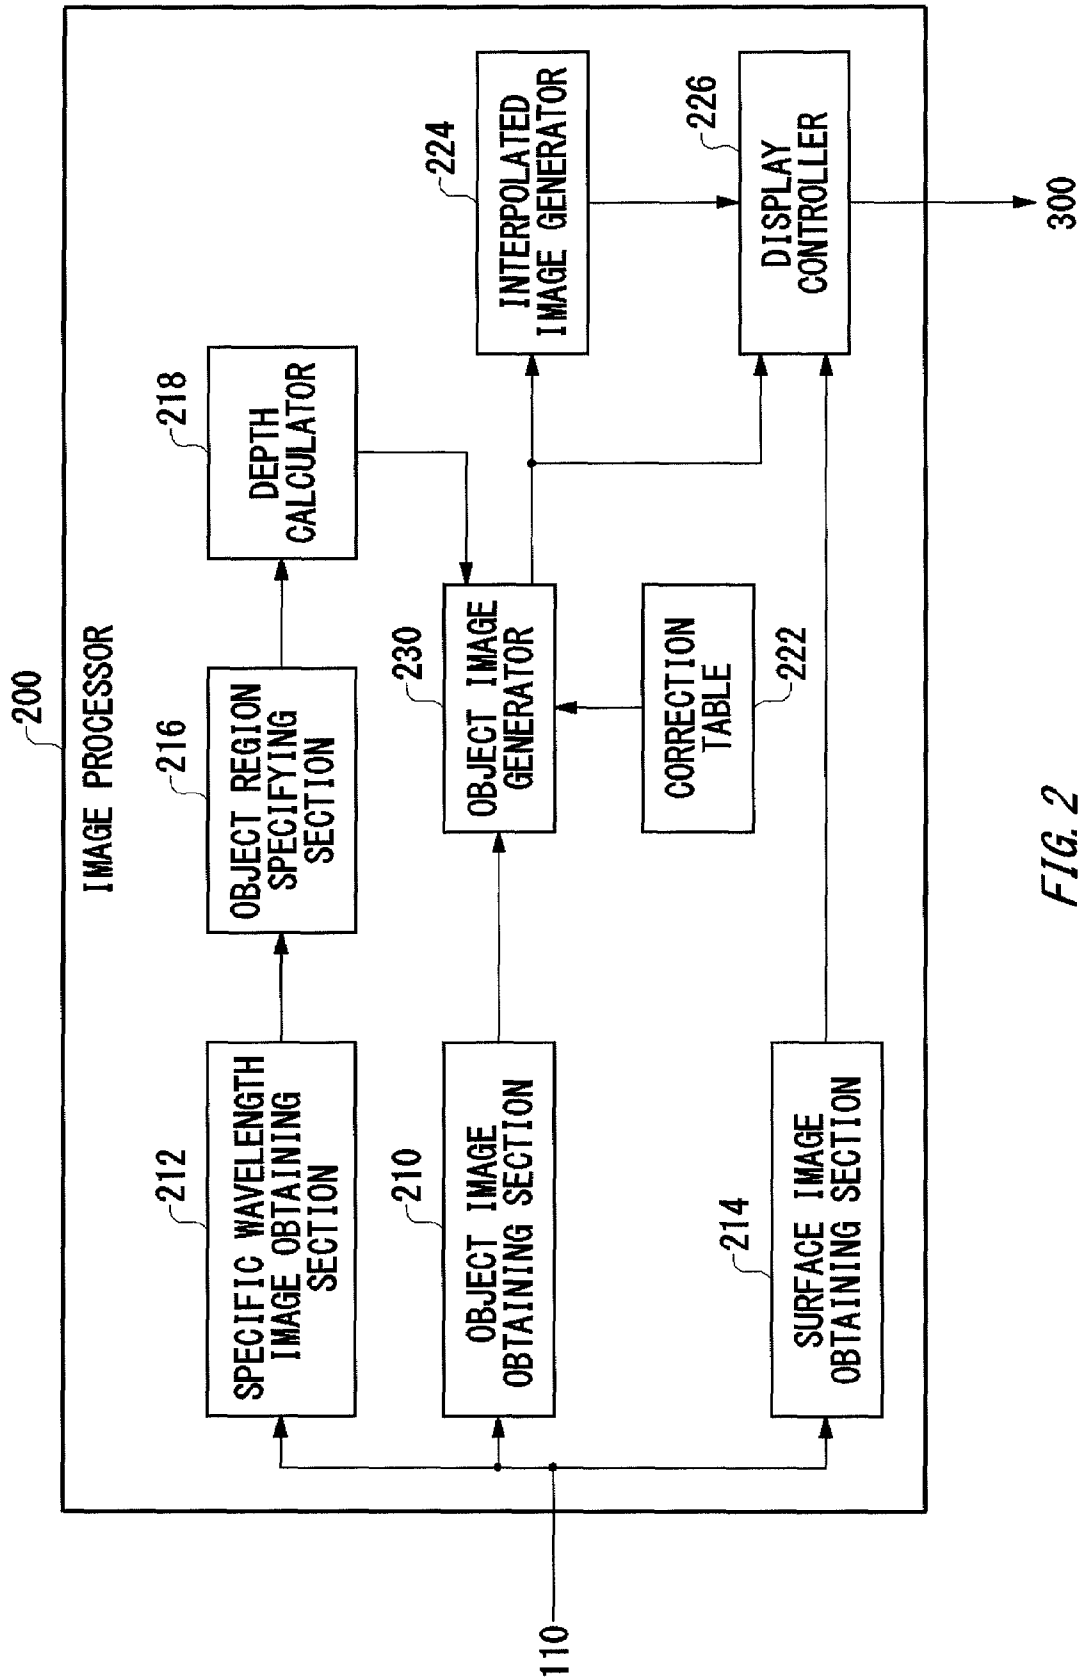 200
IMAGE PROCESSOR
212
SPECIFIC WAVELENGTH
IMAGE OBTAINING
SECTION
216
OBJECT REGION
SPECIFYING
SECTION
218
DEPTH
CALCULATOR
210
OBJECT IMAGE
OBTAINING SECTION
230
OBJECT IMAGE
GENERATOR
224
INTERPOLATED
IMAGE GENERATOR
CORRECTION
TABLE
222
226
DISPLAY
CONTROLLER
214
SURFACE IMAGE
OBTAINING SECTION
110
300
FIG. 2